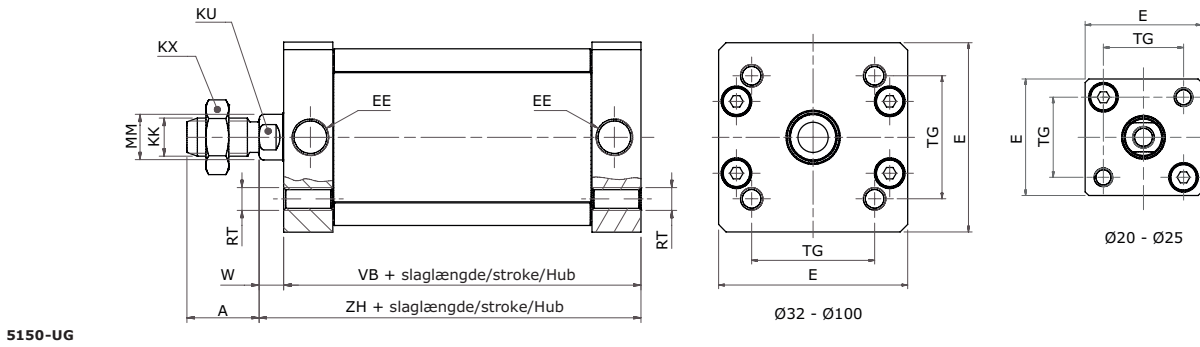 KU
KX
EE
EE
MM
KK
RT
RT
W
VB + slaglængde/stroke/Hub
A
ZH + slaglængde/stroke/Hub
TG
E
TG
E
Ø32 - Ø100
E
TG
E
TG
Ø20 - Ø25
5150-UG